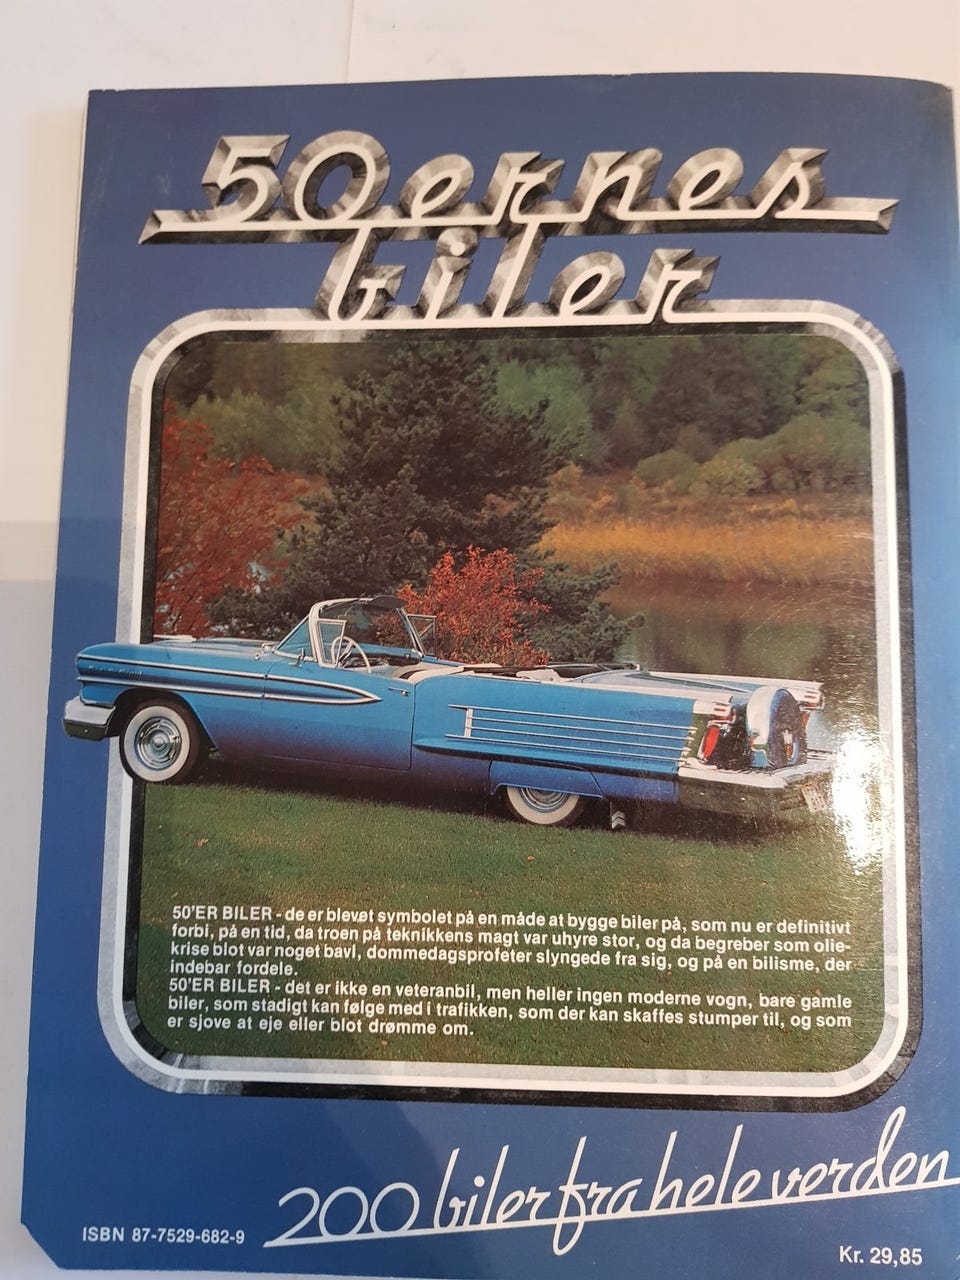 50ernes
biler
50'ER BILER - de er blevet symbolet på en måde at bygge biler på, som nu er definitivt
forbi, på en tid, da troen på teknikkens magt var uhyre stor, og da begreber som olie-
krise blot var noget bavl, dommedagsprofeter slyngede fra sig, og på en bilisme, der
indebar fordele.
50'ER BILER - det er ikke en veteranbil, men heller ingen moderne vogn, bare gamle
biler, som stadigt kan følge med i trafikken, som der kan skaffes stumper til, og som
er sjove at eje eller blot drømme om.
200 biler fra hele verden
ISBN 87-7529-682-9
Kr. 29,85